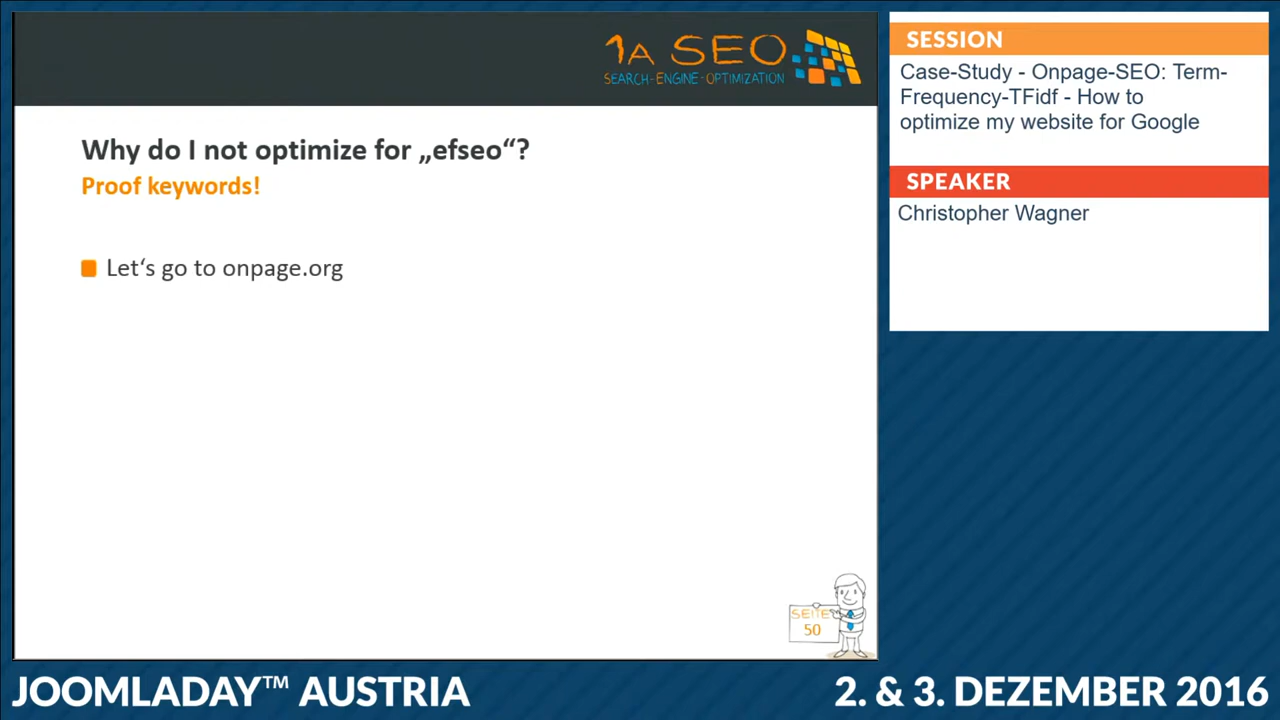 1A SEO
SEARCH-ENGINE-OPTIMIZATION
Why do I not optimize for „efseo“?
Proof keywords!
Let‘s go to onpage.org
SEITE
50
SESSION
Case-Study - Onpage-SEO: Term-
Frequency-TFidf - How to
optimize my website for Google
SPEAKER
Christopher Wagner
JOOMLADAY™ AUSTRIA
2. & 3. DEZEMBER 2016